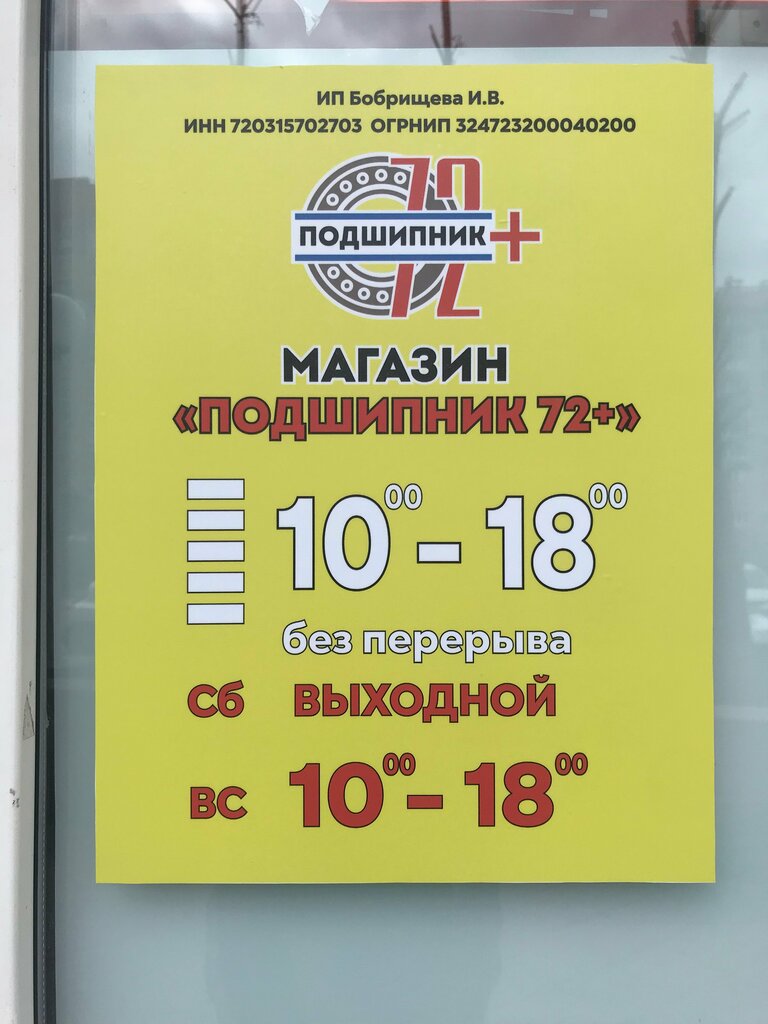 ИП Бобрищева И.В.
ИНН 720315702703 ОГРНИП 324723200040200
72
ПОДШИПНИК +
МАГАЗИН
«ПОДШИПНИК 72+»
10⁰⁰ – 18⁰⁰
без перерыва
Сб ВЫХОДНОЙ
ВС 10⁰⁰ – 18⁰⁰